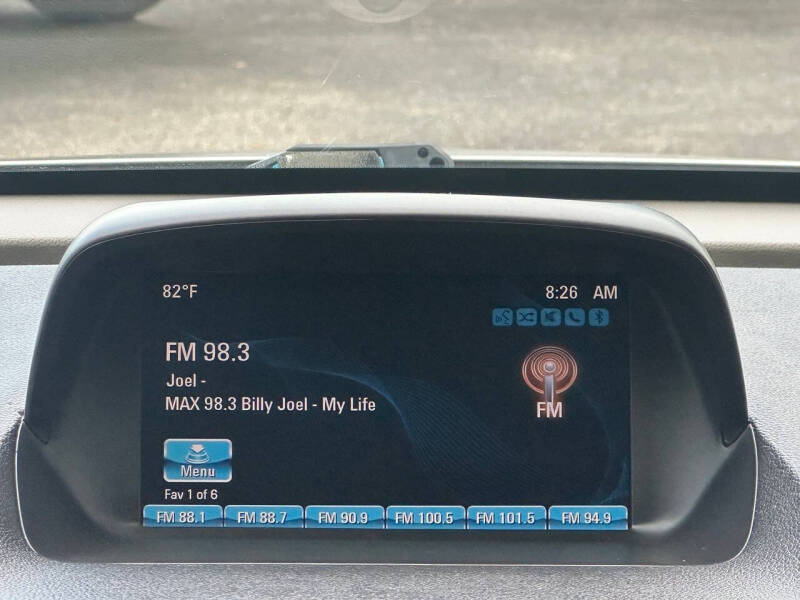 82°F 8:26 AM
FM 98.3
Joel -
MAX 98.3 Billy Joel - My Life
FM
Menu
Fav 1 of 6
FM 88.1 FM 88.7 FM 90.9 FM 100.5 FM 101.5 FM 94.9